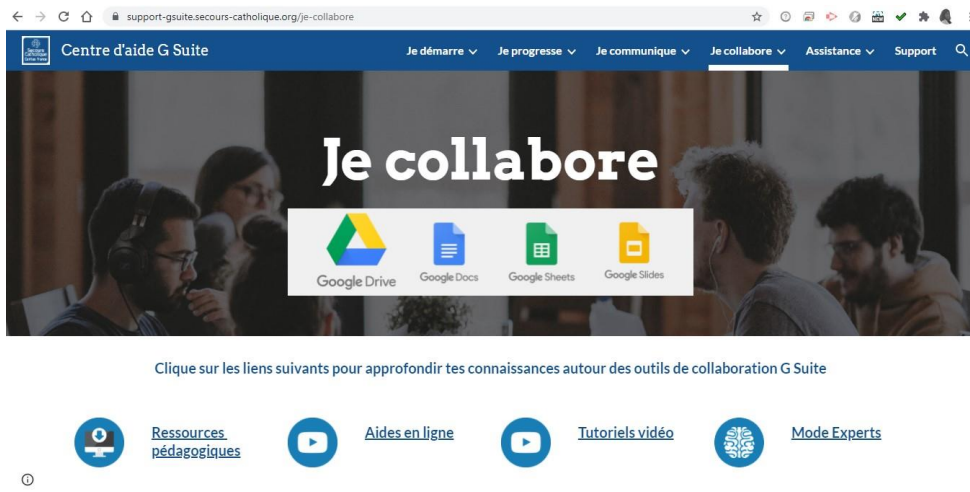 support-gsuite.secours-catholique.org/je-collabore
Centre d'aide G Suite
Je démarre
Je progresse
Je communique
Je collabore
Assistance
Support
Je collabore
Google Drive
Google Docs
Google Sheets
Google Slides
Clique sur les liens suivants pour approfondir tes connaissances autour des outils de collaboration G Suite
Ressources
pédagogiques
Aides en ligne
Tutoriels vidéo
Mode Experts